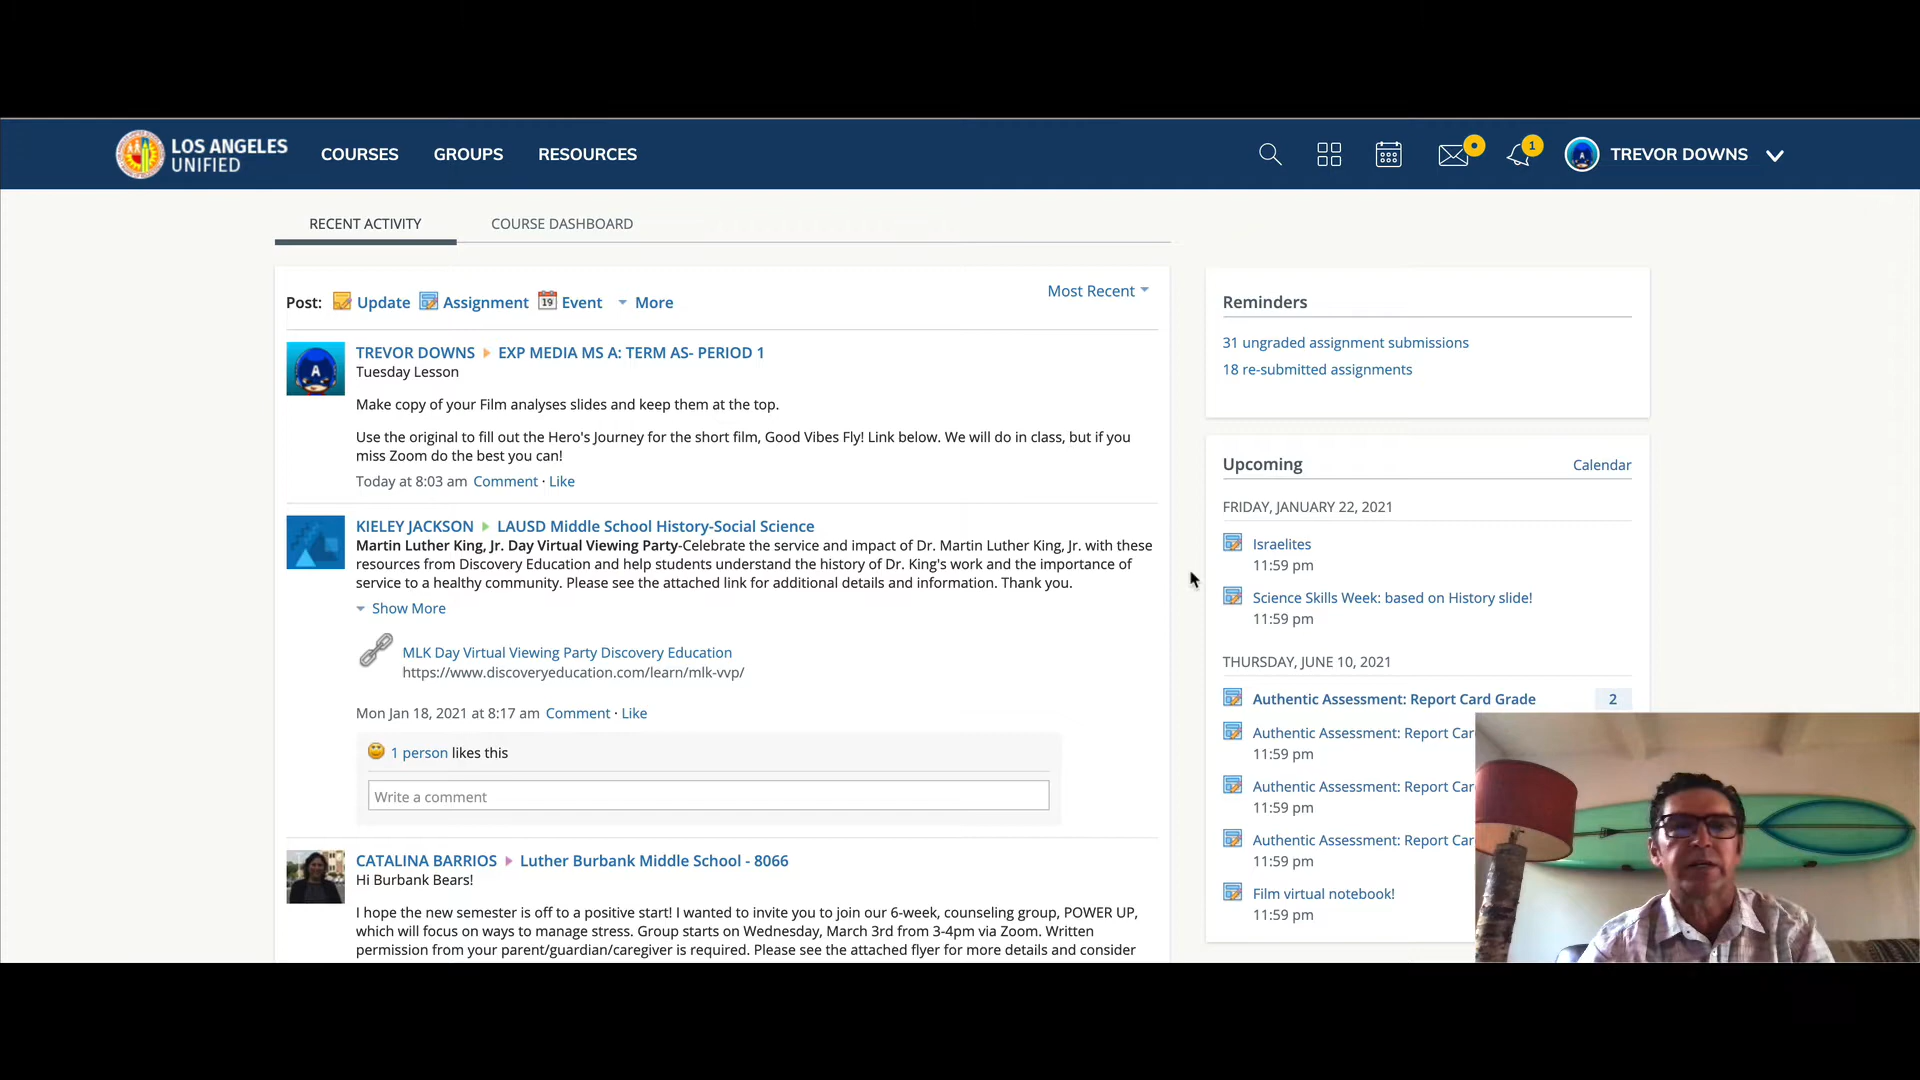 LOS ANGELES
UNIFIED
COURSES
GROUPS
RESOURCES
1
TREVOR DOWNS
RECENT ACTIVITY
COURSE DASHBOARD
Post:
Update
Assignment
19
Event
More
Most Recent
TREVOR DOWNS EXP MEDIA MS A: TERM AS- PERIOD 1
Tuesday Lesson
A
Make copy of your Film analyses slides and keep them at the top.
Use the original to fill out the Hero's Journey for the short film, Good Vibes Fly! Link below. We will do in class, but if you
miss Zoom do the best you can!
Today at 8:03 am Comment · Like
KIELEY JACKSON LAUSD Middle School History-Social Science
Martin Luther King, Jr. Day Virtual Viewing Party-Celebrate the service and impact of Dr. Martin Luther King, Jr. with these
resources from Discovery Education and help students understand the history of Dr. King's work and the importance of
service to a healthy community. Please see the attached link for additional details and information. Thank you.
Show More
MLK Day Virtual Viewing Party Discovery Education
https://www.discoveryeducation.com/learn/mlk-vvp/
Mon Jan 18, 2021 at 8:17 am Comment · Like
1 person likes this
Write a comment
CATALINA BARRIOS Luther Burbank Middle School - 8066
Hi Burbank Bears!
I hope the new semester is off to a positive start! I wanted to invite you to join our 6-week, counseling group, POWER UP,
which will focus on ways to manage stress. Group starts on Wednesday, March 3rd from 3-4pm via Zoom. Written
permission from your parent/guardian/caregiver is required. Please see the attached flyer for more details and consider
Reminders
31 ungraded assignment submissions
18 re-submitted assignments
Upcoming
Calendar
FRIDAY, JANUARY 22, 2021
Israelites
11:59 pm
Science Skills Week: based on History slide!
11:59 pm
THURSDAY, JUNE 10, 2021
Authentic Assessment: Report Card Grade
2
Authentic Assessment: Report Car
11:59 pm
Authentic Assessment: Report Car
11:59 pm
Authentic Assessment: Report Car
11:59 pm
Film virtual notebook!
11:59 pm